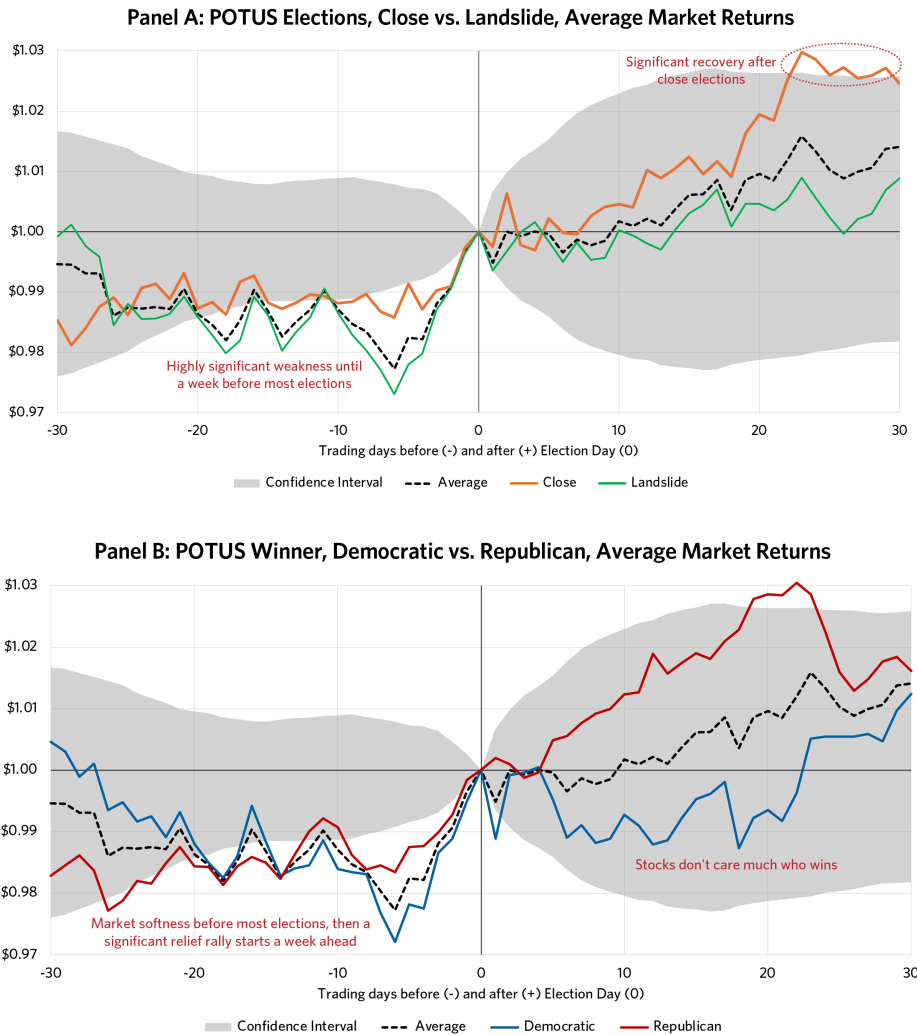 Panel A: POTUS Elections, Close vs. Landslide, Average Market Returns
$1.03
$1.02
$1.01
$1.00
$0.99
$0.98
$0.97
Significant recovery after
close elections
Highly significant weakness until
a week before most elections
-30 -20 -10 0 10 20 30
Trading days before (-) and after (+) Election Day (0)
Confidence Interval Average Close Landslide
Panel B: POTUS Winner, Democratic vs. Republican, Average Market Returns
$1.03
$1.02
$1.01
$1.00
$0.99
$0.98
$0.97
Stocks don't care much who wins
Market softness before most elections, then a
significant relief rally starts a week ahead
-30 -20 -10 0 10 20 30
Trading days before (-) and after (+) Election Day (0)
Confidence Interval Average Democratic Republican